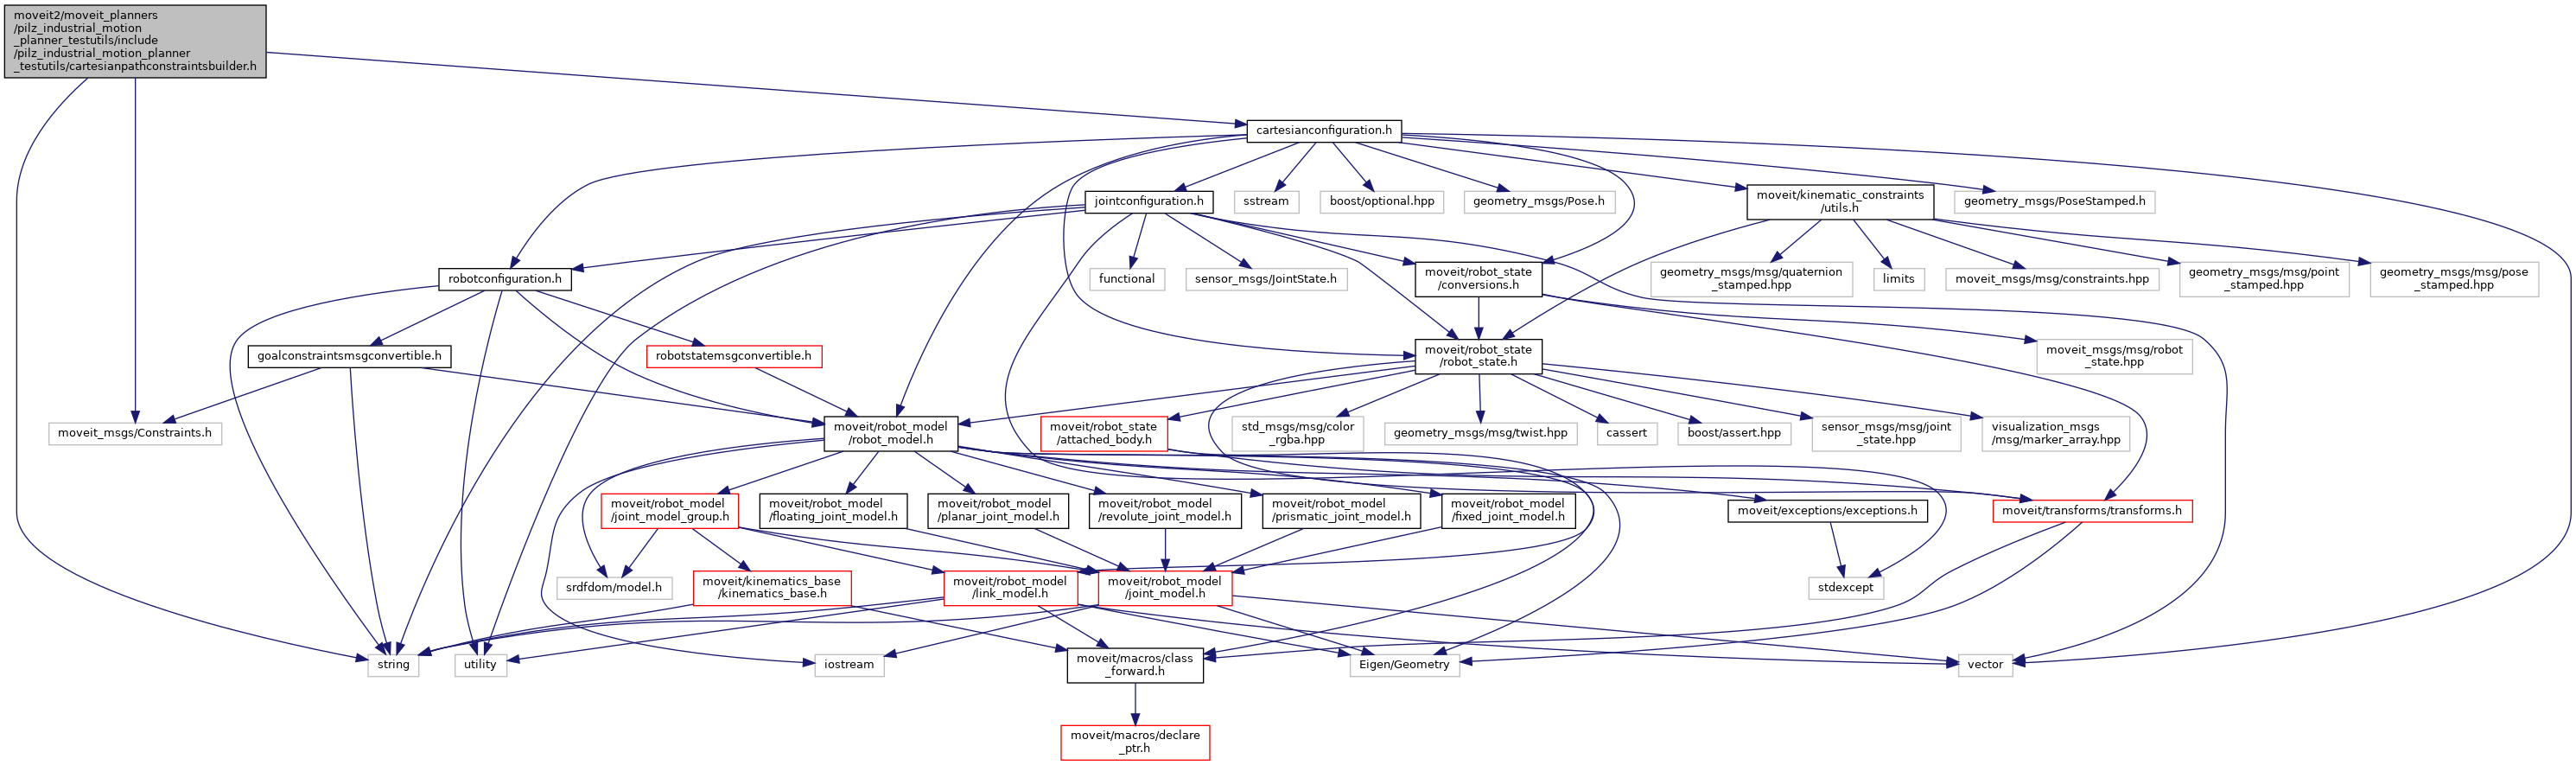 moveit2/moveit_planners
/pilz_industrial_motion
_planner_testutils/include
/pilz_industrial_motion_planner
_testutils/cartesianpathconstraintsbuilder.h
cartesianconfiguration.h
jointconfiguration.h
sstream
boost/optional.hpp
geometry_msgs/Pose.h
moveit/kinematic_constraints
/utils.h
geometry_msgs/PoseStamped.h
robotconfiguration.h
functional
sensor_msgs/JointState.h
moveit/robot_state
/conversions.h
geometry_msgs/msg/quaternion
_stamped.hpp
limits
moveit_msgs/msg/constraints.hpp
geometry_msgs/msg/point
_stamped.hpp
geometry_msgs/msg/pose
_stamped.hpp
goalconstraintsmsgconvertible.h
robotstatemsgconvertible.h
moveit/robot_state
/robot_state.h
moveit_msgs/msg/robot
_state.hpp
moveit_msgs/Constraints.h
moveit/robot_model
/robot_model.h
moveit/robot_state
/attached_body.h
std_msgs/msg/color
_rgba.hpp
geometry_msgs/msg/twist.hpp
cassert
boost/assert.hpp
sensor_msgs/msg/joint
_state.hpp
visualization_msgs
/msg/marker_array.hpp
moveit/robot_model
/joint_model_group.h
moveit/robot_model
/floating_joint_model.h
moveit/robot_model
/planar_joint_model.h
moveit/robot_model
/revolute_joint_model.h
moveit/robot_model
/prismatic_joint_model.h
moveit/robot_model
/fixed_joint_model.h
moveit/exceptions/exceptions.h
moveit/transforms/transforms.h
srdfdom/model.h
moveit/kinematics_base
/kinematics_base.h
moveit/robot_model
/link_model.h
moveit/robot_model
/joint_model.h
stdexcept
string
utility
iostream
moveit/macros/class
_forward.h
Eigen/Geometry
vector
moveit/macros/declare
_ptr.h